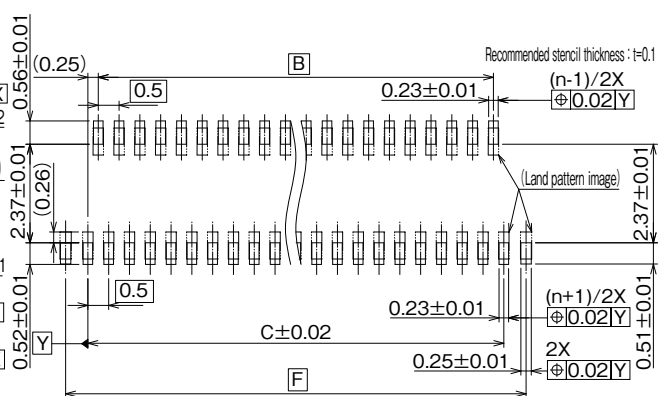 Recommended stencil thickness : t=0.1
(0.25)
B
0.56±0.01
0.5
0.23±0.01
(n-1)/2X
⌖ 0.02 Y
2.37±0.01
(0.26)
(Land pattern image)
2.37±0.01
0.52±0.01
0.5
0.23±0.01
(n+1)/2X
⌖ 0.02 Y
Y
C±0.02
0.25±0.01
2X
⌖ 0.02 Y
0.51±0.01
F